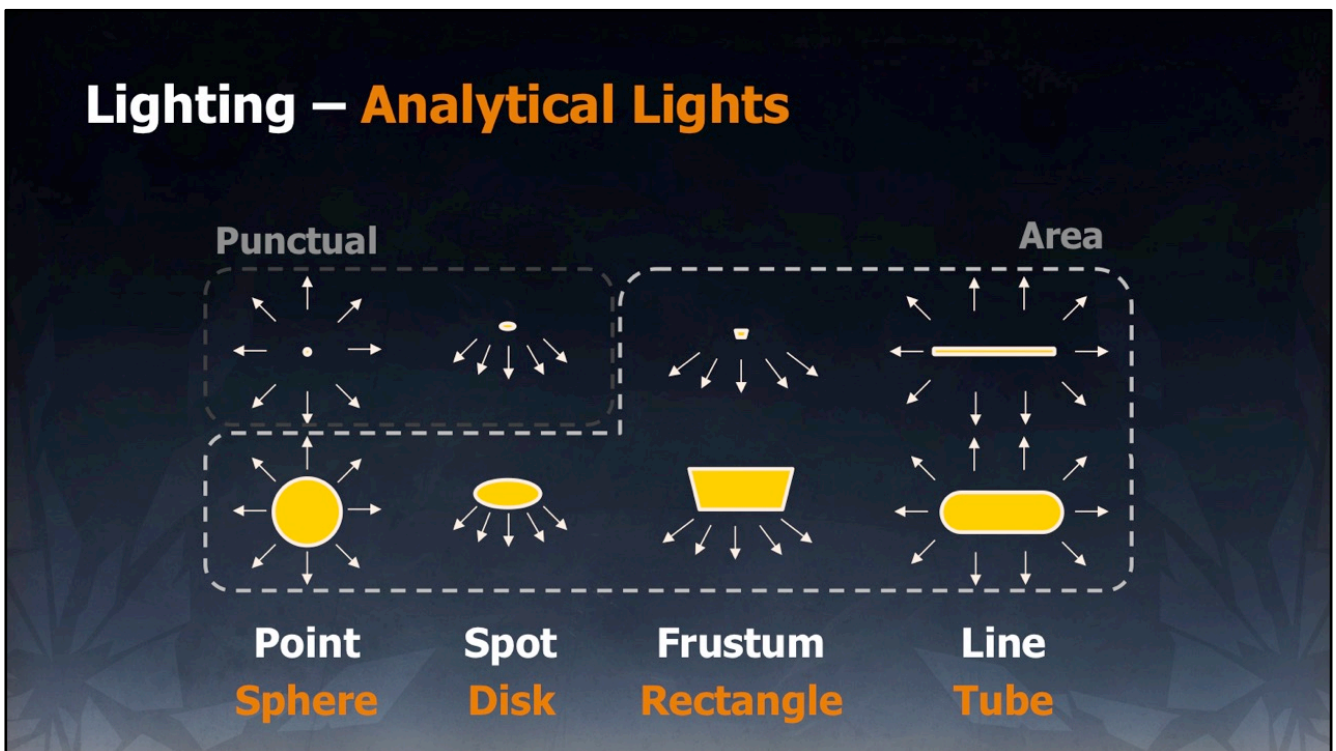 Lighting – Analytical Lights
Punctual
Area
Point
Spot
Frustum
Line
Sphere
Disk
Rectangle
Tube